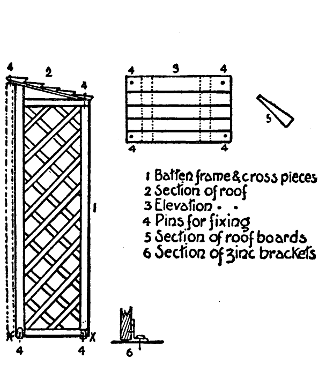 4
2
4
4 3 4
5
4 4
1
1 Batten frame & cross pieces
2 Section of roof
3 Elevation " "
4 Pins for fixing
5 Section of roof boards
6 Section of zinc brackets
X X
4 4
6